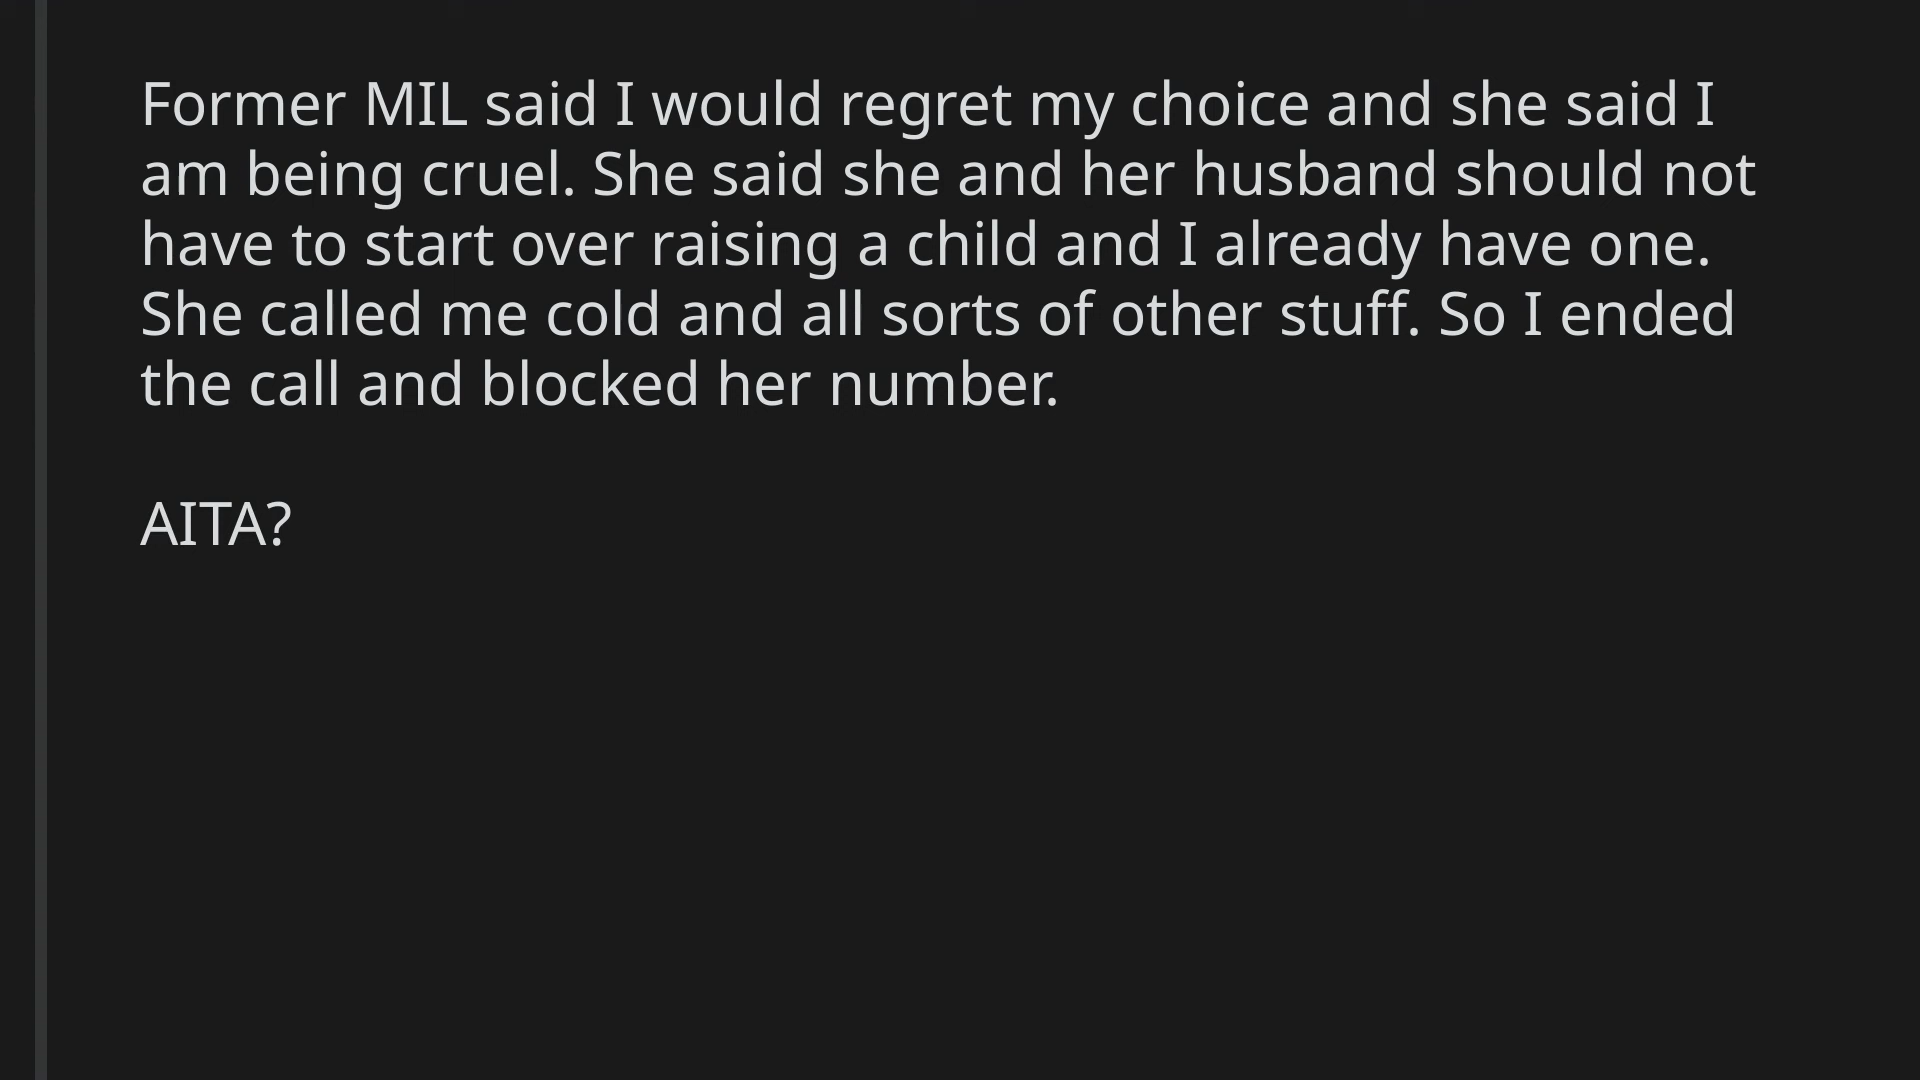 Former MIL said I would regret my choice and she said I
am being cruel. She said she and her husband should not
have to start over raising a child and I already have one.
She called me cold and all sorts of other stuff. So I ended
the call and blocked her number.
AITA?